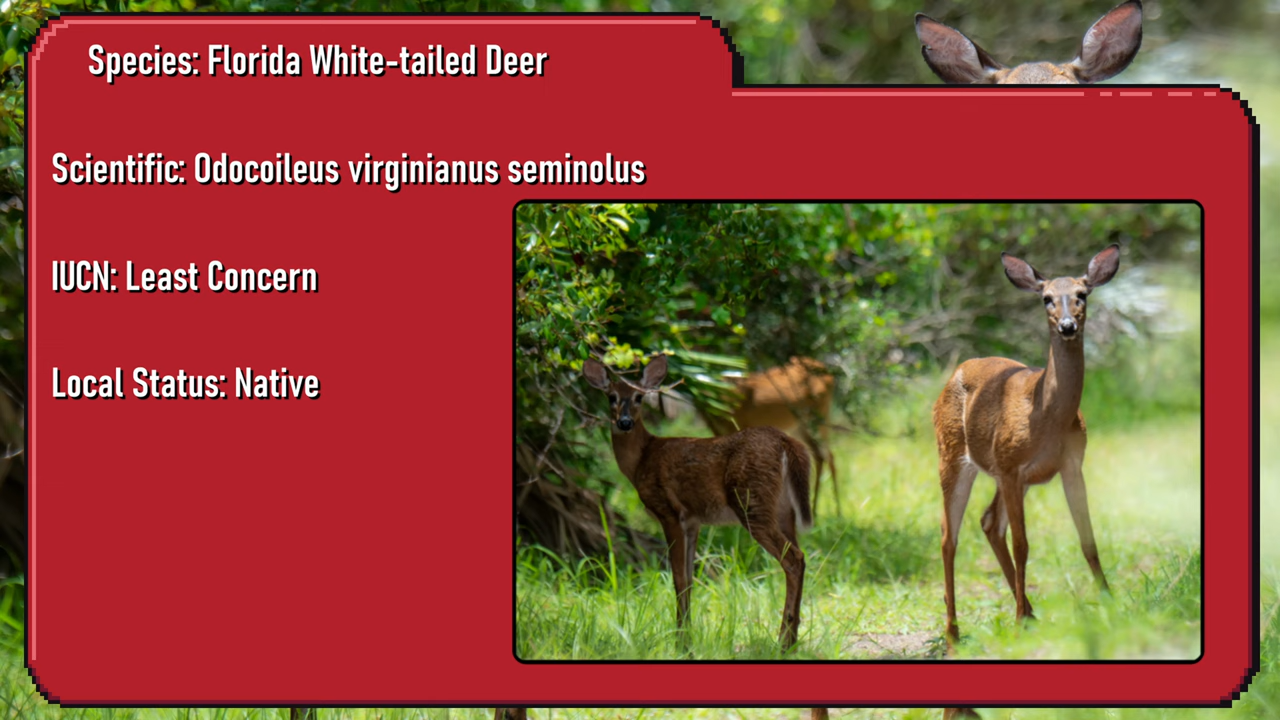 Species: Florida White-tailed Deer
Scientific: Odocoileus virginianus seminolus
IUCN: Least Concern
Local Status: Native